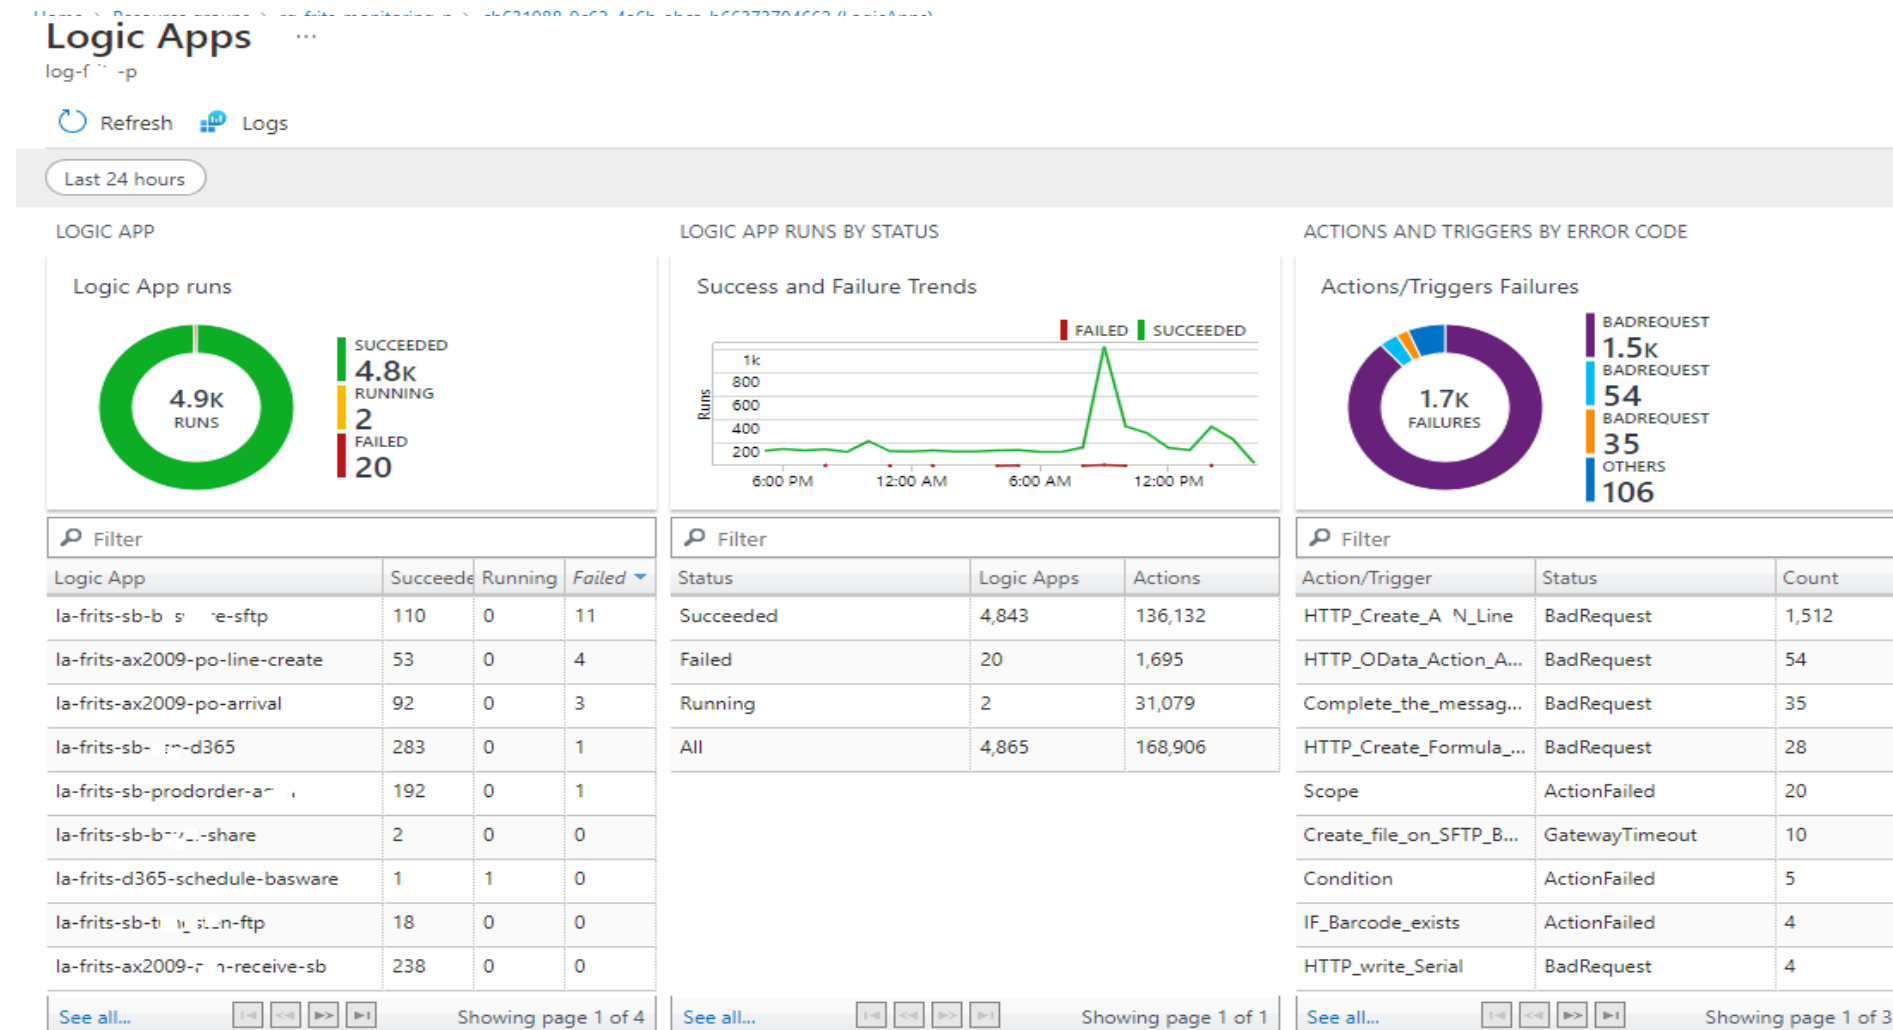 Logic Apps ...
Refresh Logs
Last 24 hours
LOGIC APP
Logic App runs
4.9K
RUNS
SUCCEEDED
4.8K
RUNNING
2
FAILED
20
Filter
Logic App Succeede Running Failed
110 0 11
la-frits-ax2009-po-line-create 53 0 4
la-frits-ax2009-po-arrival 92 0 3
283 0 1
192 0 1
2 0 0
la-frits-d365-schedule-basware 1 1 0
18 0 0
238 0 0
See all... Showing page 1 of 4
LOGIC APP RUNS BY STATUS
Success and Failure Trends
FAILED SUCCEEDED
Runs
1k
800
600
400
200
6:00 PM 12:00 AM 6:00 AM 12:00 PM
Filter
Status Logic Apps Actions
Succeeded 4,843 136,132
Failed 20 1,695
Running 2 31,079
All 4,865 168,906
See all... Showing page 1 of 1
ACTIONS AND TRIGGERS BY ERROR CODE
Actions/Triggers Failures
1.7K
FAILURES
BADREQUEST
1.5K
BADREQUEST
54
BADREQUEST
35
OTHERS
106
Filter
Action/Trigger Status Count
BadRequest 1,512
HTTP_OData_Action_A... BadRequest 54
Complete_the_messag... BadRequest 35
HTTP_Create_Formula_... BadRequest 28
Scope ActionFailed 20
Create_file_on_SFTP_B... GatewayTimeout 10
Condition ActionFailed 5
IF_Barcode_exists ActionFailed 4
HTTP_write_Serial BadRequest 4
See all... Showing page 1 of 3